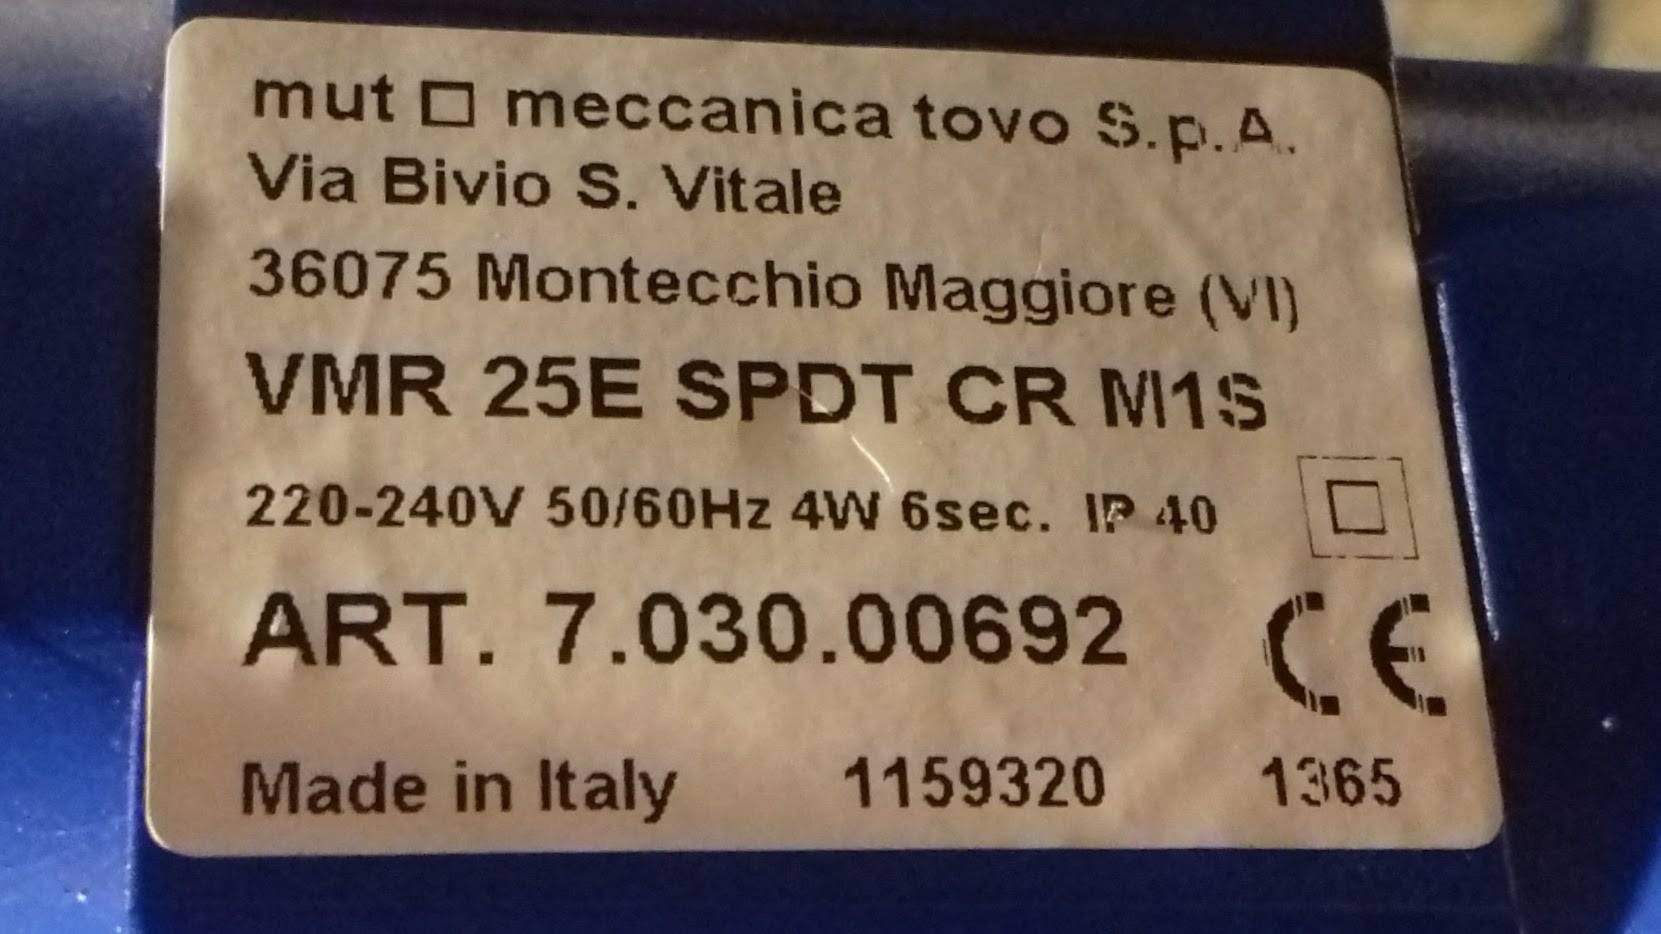 mut □ meccanica tovo S.p.A.
Via Bivio S. Vitale
36075 Montecchio Maggiore (VI)
VMR 25E SPDT CR M1S
220-240V 50/60Hz 4W 6sec. IP 40
ART. 7.030.00692 CE
Made in Italy 1159320 1365